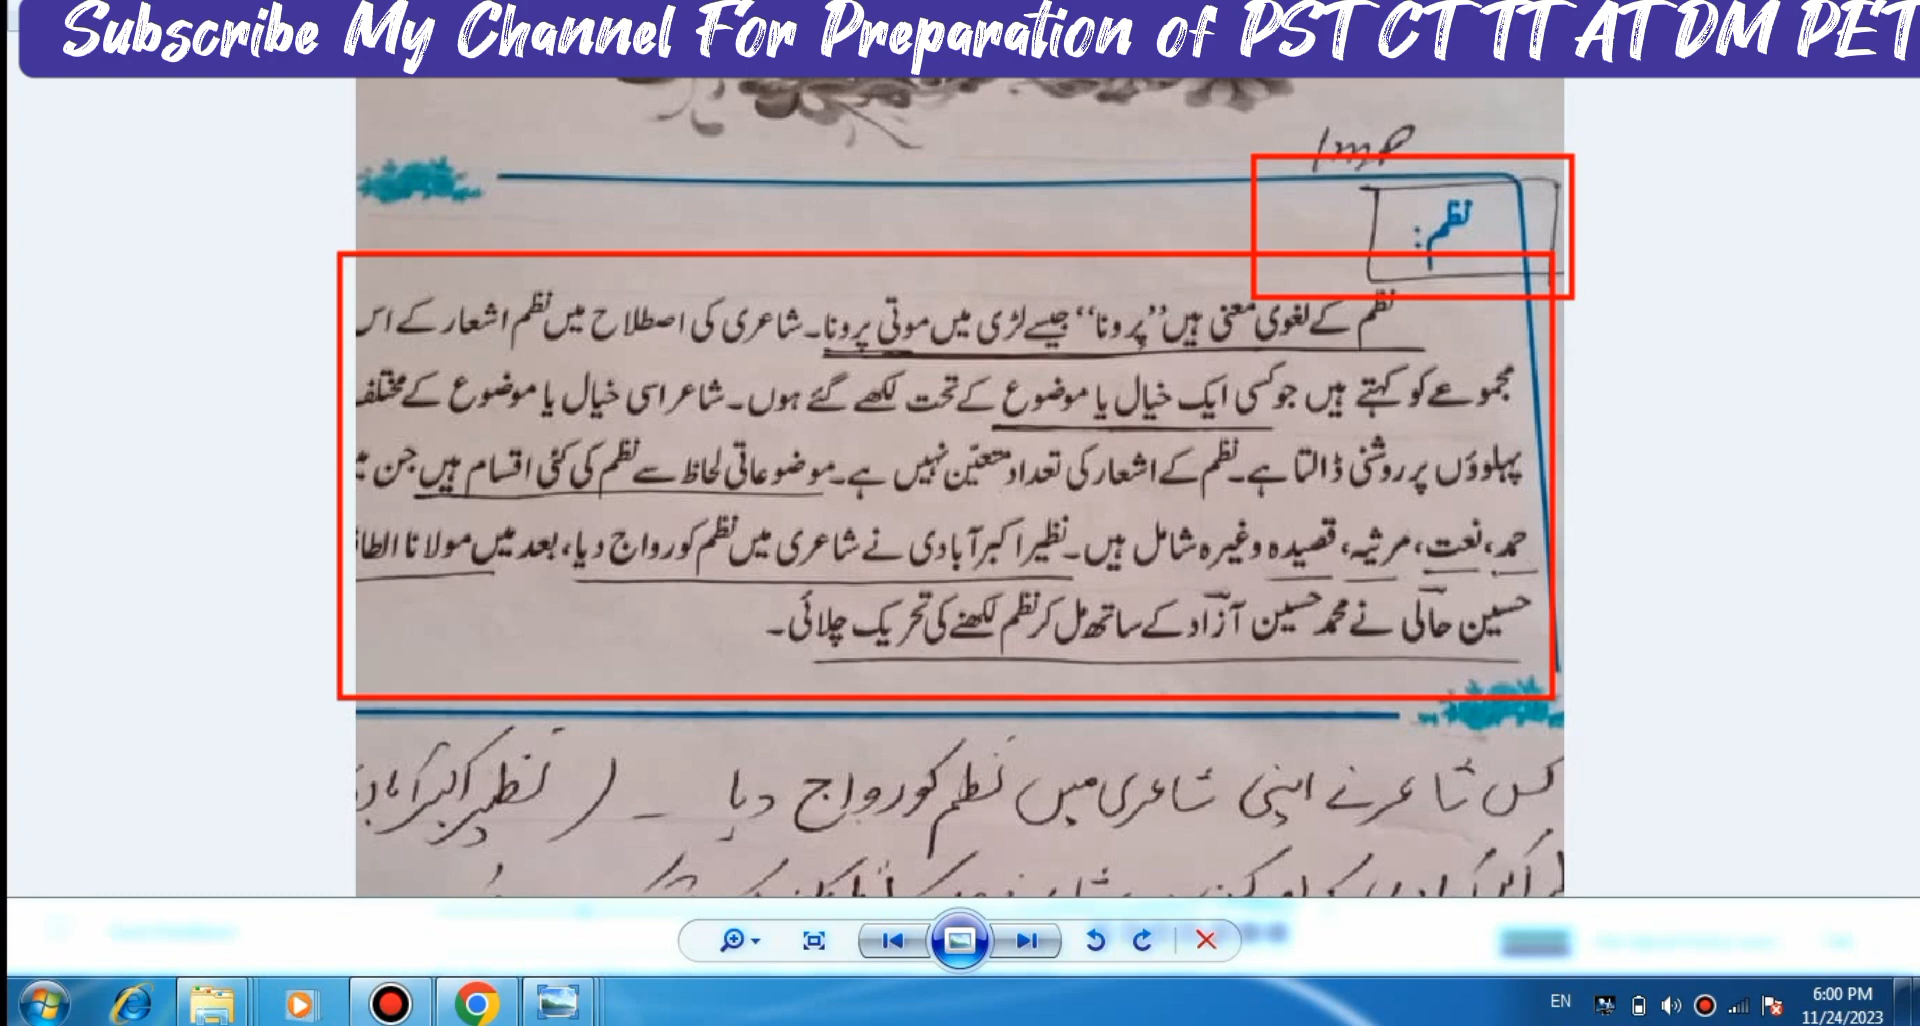 Subscribe My Channel For Preparation of PST CT TT AT DM PET
Imp
نظم:
نظم کے لغوی معنی ہیں ”پرونا“ جیسے لڑی میں موتی پرونا۔ شاعری کی اصطلاح میں نظم اشعار کے اس
مجموعے کو کہتے ہیں جو کسی ایک خیال یا موضوع کے تحت لکھے گئے ہوں۔ شاعر اسی خیال یا موضوع کے مختلف
پہلوؤں پر روشنی ڈالتا ہے۔ نظم کے اشعار کی تعداد متعیّن نہیں ہے۔ موضوعاتی لحاظ سے نظم کی کئی اقسام ہیں جن
حمد، نعت، مرثیہ، قصیدہ وغیرہ شامل ہیں۔ نظیر اکبر آبادی نے شاعری میں نظم کو رواج دیا، بعد میں مولانا الطا
حسین حالی نے محمد حسین آزاد کے ساتھ مل کر نظم لکھنے کی تحریک چلائی۔
کس شاعر نے اپنی شاعری میں نظم کو رواج دیا ۔ ( نظیر اکبر آباد
EN
6:00 PM
11/24/2023